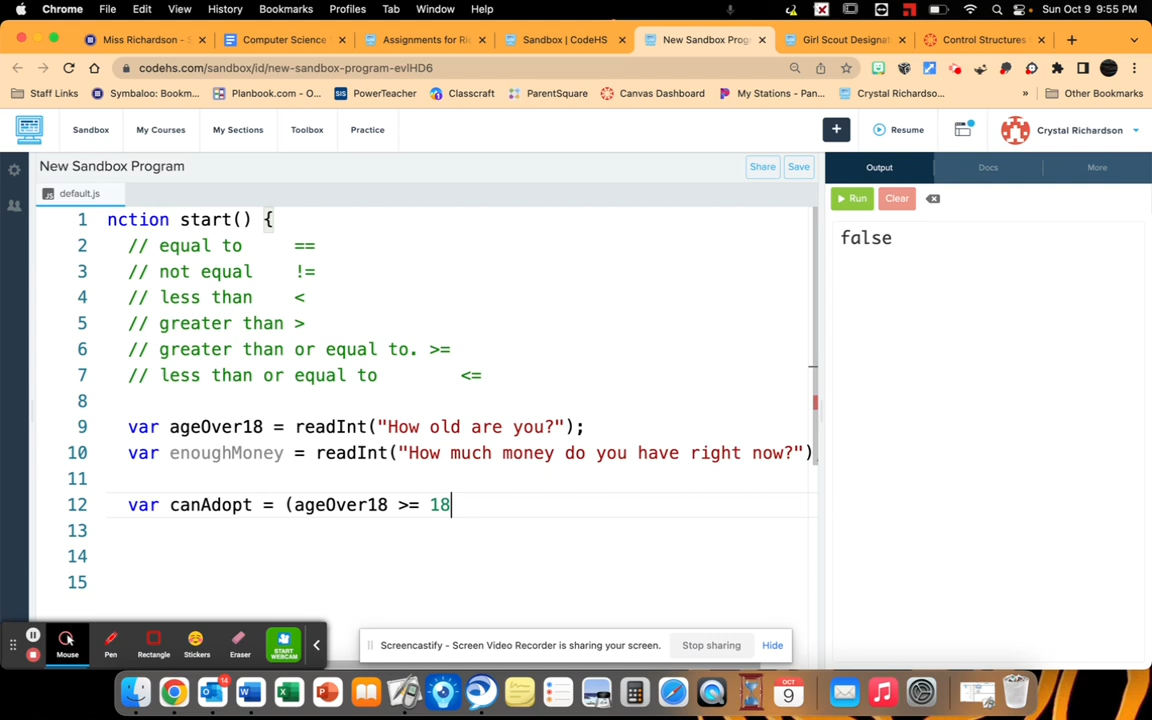 Chrome File Edit View History Bookmarks Profiles Tab Window Help Sun Oct 9 9:55 PM
Miss Richardson - S Computer Science Assignments for Ric Sandbox | CodeHS New Sandbox Prog Girl Scout Designat Control Structures
codehs.com/sandbox/id/new-sandbox-program-evlHD6
Staff Links Symbaloo: Bookm... Planbook.com - O... SIS PowerTeacher Classcraft ParentSquare Canvas Dashboard My Stations - Pan... Crystal Richardso... » Other Bookmarks
Sandbox My Courses My Sections Toolbox Practice + Resume Crystal Richardson
New Sandbox Program Share Save Output Docs More
default.js Run Clear
1 nction start() {
2 // equal to ==
3 // not equal !=
4 // less than <
5 // greater than >
6 // greater than or equal to. >=
7 // less than or equal to <=
8
9 var ageOver18 = readInt("How old are you?");
10 var enoughMoney = readInt("How much money do you have right now?")
11
12 var canAdopt = (ageOver18 >= 18
13
14
15
false
Mouse Pen Rectangle Stickers Eraser START WEBCAM
Screencastify - Screen Video Recorder is sharing your screen. Stop sharing Hide
14
OCT
9